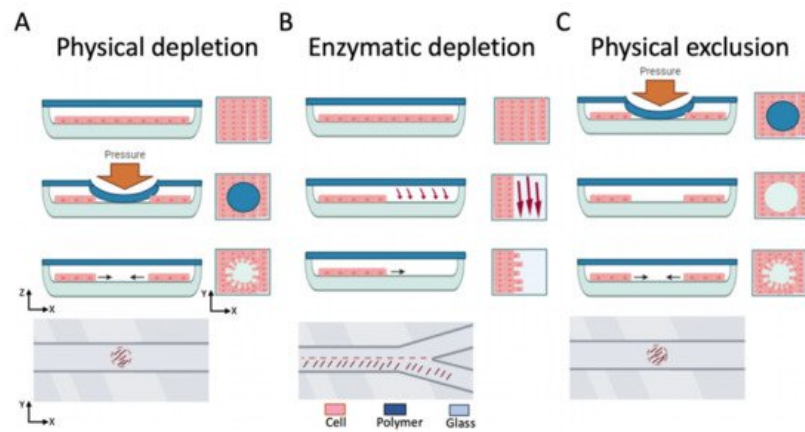 A
Physical depletion
B
Enzymatic depletion
C
Physical exclusion
Pressure
Pressure
Z
X
Y
X
Y
X
Cell
Polymer
Glass